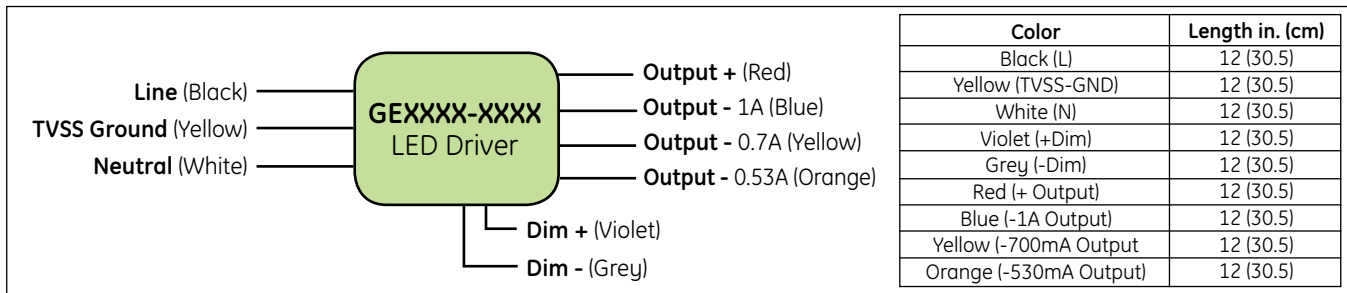 Line (Black)
TVSS Ground (Yellow)
Neutral (White)
GEXXXX-XXXX
LED Driver
Output + (Red)
Output - 1A (Blue)
Output - 0.7A (Yellow)
Output - 0.53A (Orange)
Dim + (Violet)
Dim - (Grey)
Color Length in. (cm)
Black (L) 12 (30.5)
Yellow (TVSS-GND) 12 (30.5)
White (N) 12 (30.5)
Violet (+Dim) 12 (30.5)
Grey (-Dim) 12 (30.5)
Red (+ Output) 12 (30.5)
Blue (-1A Output) 12 (30.5)
Yellow (-700mA Output 12 (30.5)
Orange (-530mA Output) 12 (30.5)